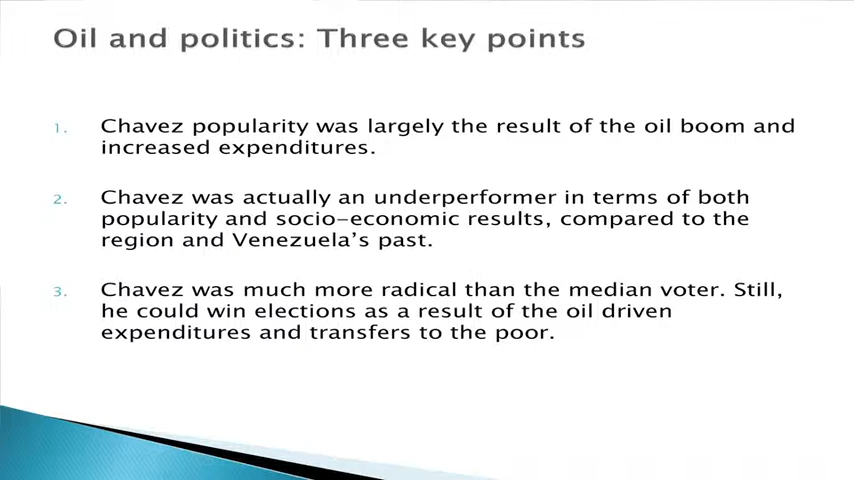 Oil and politics: Three key points
1. Chavez popularity was largely the result of the oil boom and
increased expenditures.
2. Chavez was actually an underperformer in terms of both
popularity and socio-economic results, compared to the
region and Venezuela's past.
3. Chavez was much more radical than the median voter. Still,
he could win elections as a result of the oil driven
expenditures and transfers to the poor.